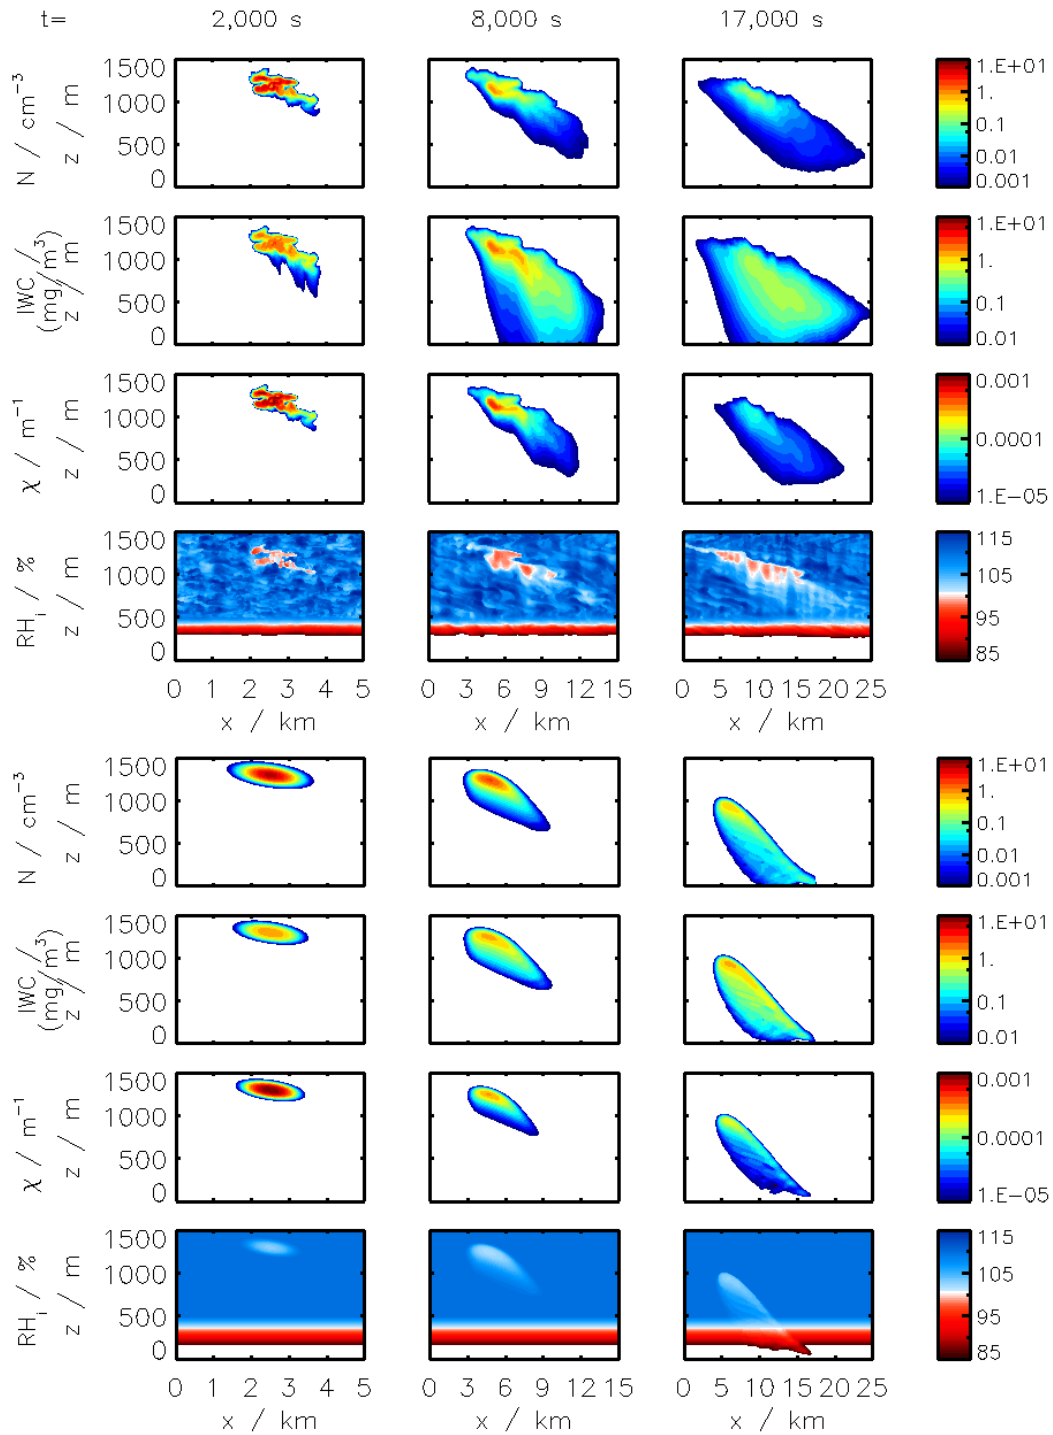 t= 2,000 s 8,000 s 17,000 s
N / cm⁻³
z / m
1500
1000
500
0
1.E+01
1.
0.1
0.01
0.001
IWC /
(mg/m³)
z / m
1500
1000
500
0
1.E+01
1.
0.1
0.01
χ / m⁻¹
z / m
1500
1000
500
0
0.001
0.0001
1.E−05
RHᵢ / %
z / m
1500
1000
500
0
115
105
95
85
0 1 2 3 4 5 0 3 6 9 12 15 0 5 10 15 20 25
x / km x / km x / km
N / cm⁻³
z / m
1500
1000
500
0
1.E+01
1.
0.1
0.01
0.001
IWC /
(mg/m³)
z / m
1500
1000
500
0
1.E+01
1.
0.1
0.01
χ / m⁻¹
z / m
1500
1000
500
0
0.001
0.0001
1.E−05
RHᵢ / %
z / m
1500
1000
500
0
115
105
95
85
0 1 2 3 4 5 0 3 6 9 12 15 0 5 10 15 20 25
x / km x / km x / km